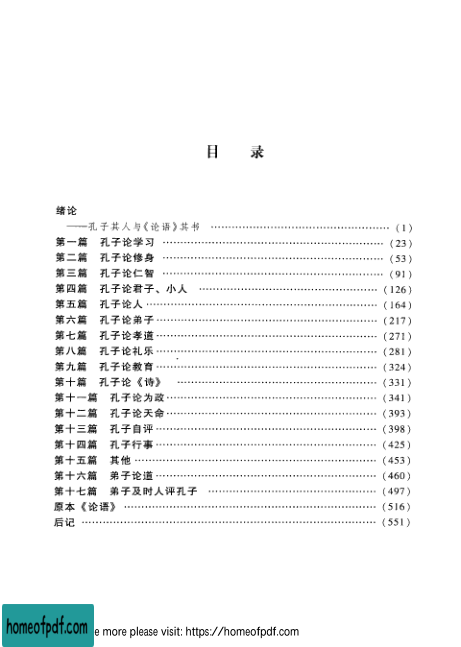 目 录
绪论
——孔子其人与《论语》其书 …………………………………… (1)
第一篇 孔子论学习 …………………………………… (23)
第二篇 孔子论修身 …………………………………… (53)
第三篇 孔子论仁智 …………………………………… (91)
第四篇 孔子论君子、小人 …………………………………… (126)
第五篇 孔子论人 …………………………………… (164)
第六篇 孔子论弟子 …………………………………… (217)
第七篇 孔子论孝道 …………………………………… (271)
第八篇 孔子论礼乐 …………………………………… (281)
第九篇 孔子论教育 …………………………………… (324)
第十篇 孔子论《诗》 …………………………………… (331)
第十一篇 孔子论为政 …………………………………… (341)
第十二篇 孔子论天命 …………………………………… (393)
第十三篇 孔子自评 …………………………………… (398)
第十四篇 孔子行事 …………………………………… (425)
第十五篇 其他 …………………………………… (453)
第十六篇 弟子论道 …………………………………… (460)
第十七篇 弟子及时人评孔子 …………………………………… (497)
原本《论语》 …………………………………… (516)
后记 …………………………………… (551)
homeofpdf.com
e more please visit: https://homeofpdf.com